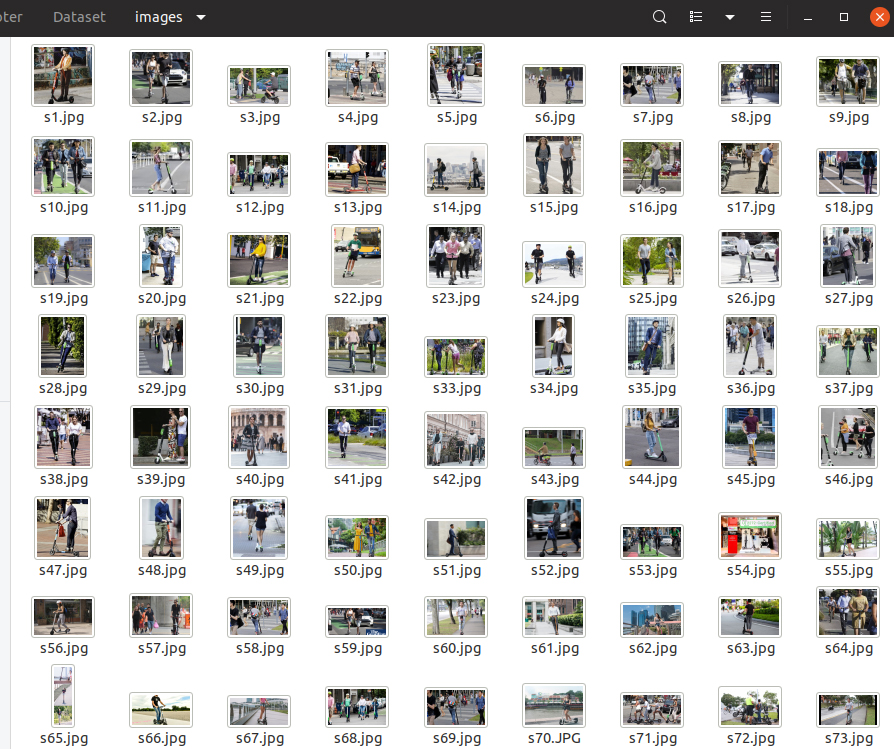 oter Dataset images
s1.jpg s2.jpg s3.jpg s4.jpg s5.jpg s6.jpg s7.jpg s8.jpg s9.jpg
s10.jpg s11.jpg s12.jpg s13.jpg s14.jpg s15.jpg s16.jpg s17.jpg s18.jpg
s19.jpg s20.jpg s21.jpg s22.jpg s23.jpg s24.jpg s25.jpg s26.jpg s27.jpg
s28.jpg s29.jpg s30.jpg s31.jpg s33.jpg s34.jpg s35.jpg s36.jpg s37.jpg
s38.jpg s39.jpg s40.jpg s41.jpg s42.jpg s43.jpg s44.jpg s45.jpg s46.jpg
s47.jpg s48.jpg s49.jpg s50.jpg s51.jpg s52.jpg s53.jpg s54.jpg s55.jpg
s56.jpg s57.jpg s58.jpg s59.jpg s60.jpg s61.jpg s62.jpg s63.jpg s64.jpg
s65.jpg s66.jpg s67.jpg s68.jpg s69.jpg s70.JPG s71.jpg s72.jpg s73.jpg